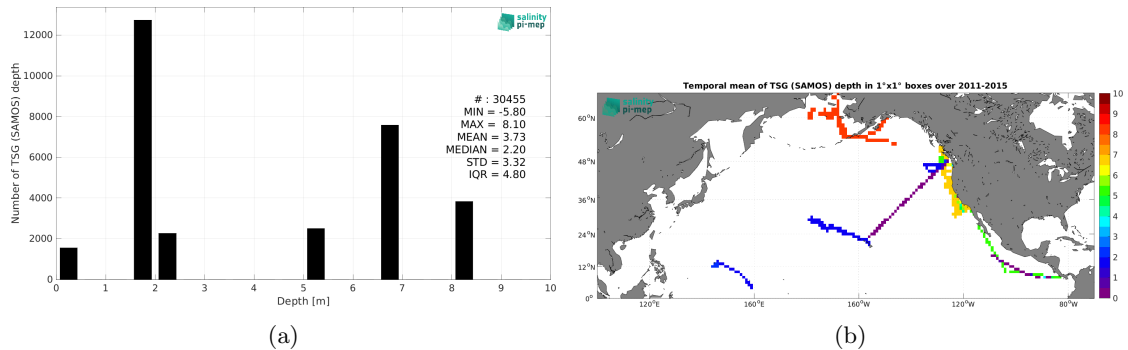 salinity
pi-mep
Number of TSG (SAMOS) depth
12000
10000
8000
6000
4000
2000
0
# : 30455
MIN = -5.80
MAX = 8.10
MEAN = 3.73
MEDIAN = 2.20
STD = 3.32
IQR = 4.80
0 1 2 3 4 5 6 7 8 9 10
Depth [m]
(a)
Temporal mean of TSG (SAMOS) depth in 1°x1° boxes over 2011-2015
salinity
pi-mep
60°N
48°N
36°N
24°N
12°N
0°
120°E 160°E 160°W 120°W 80°W
10
9
8
7
6
5
4
3
2
1
0
(b)